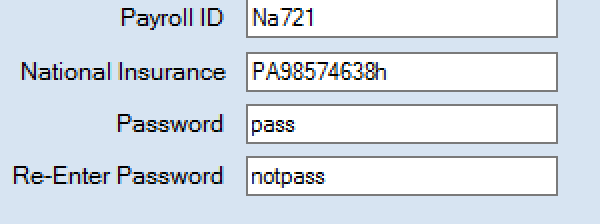 Payroll ID Na721
National Insurance PA98574638h
Password pass
Re-Enter Password notpass